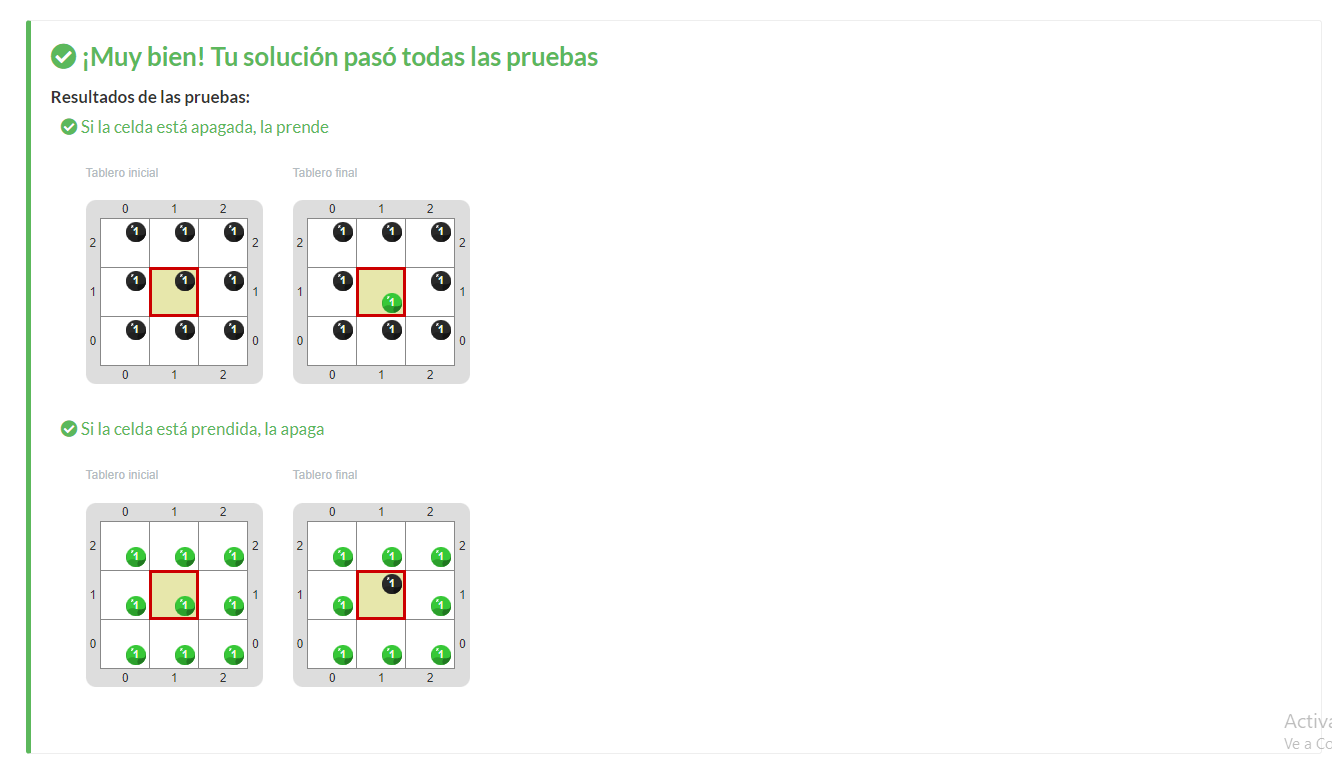 ¡Muy bien! Tu solución pasó todas las pruebas
Resultados de las pruebas:
Si la celda está apagada, la prende
Tablero inicial Tablero final
0 1 2 0 1 2
1 1 1 1 1 1
2 2 2 2
1 1 1 1 1
1 1 1 1
1
1 1 1 1 1 1
0 0 0 0
0 1 2 0 1 2
Si la celda está prendida, la apaga
Tablero inicial Tablero final
0 1 2 0 1 2
2 2 2 2
1 1 1 1 1 1
1
1 1 1 1
1 1 1 1 1
0 0 0 0
1 1 1 1 1 1
0 1 2 0 1 2
Activa
Ve a Co